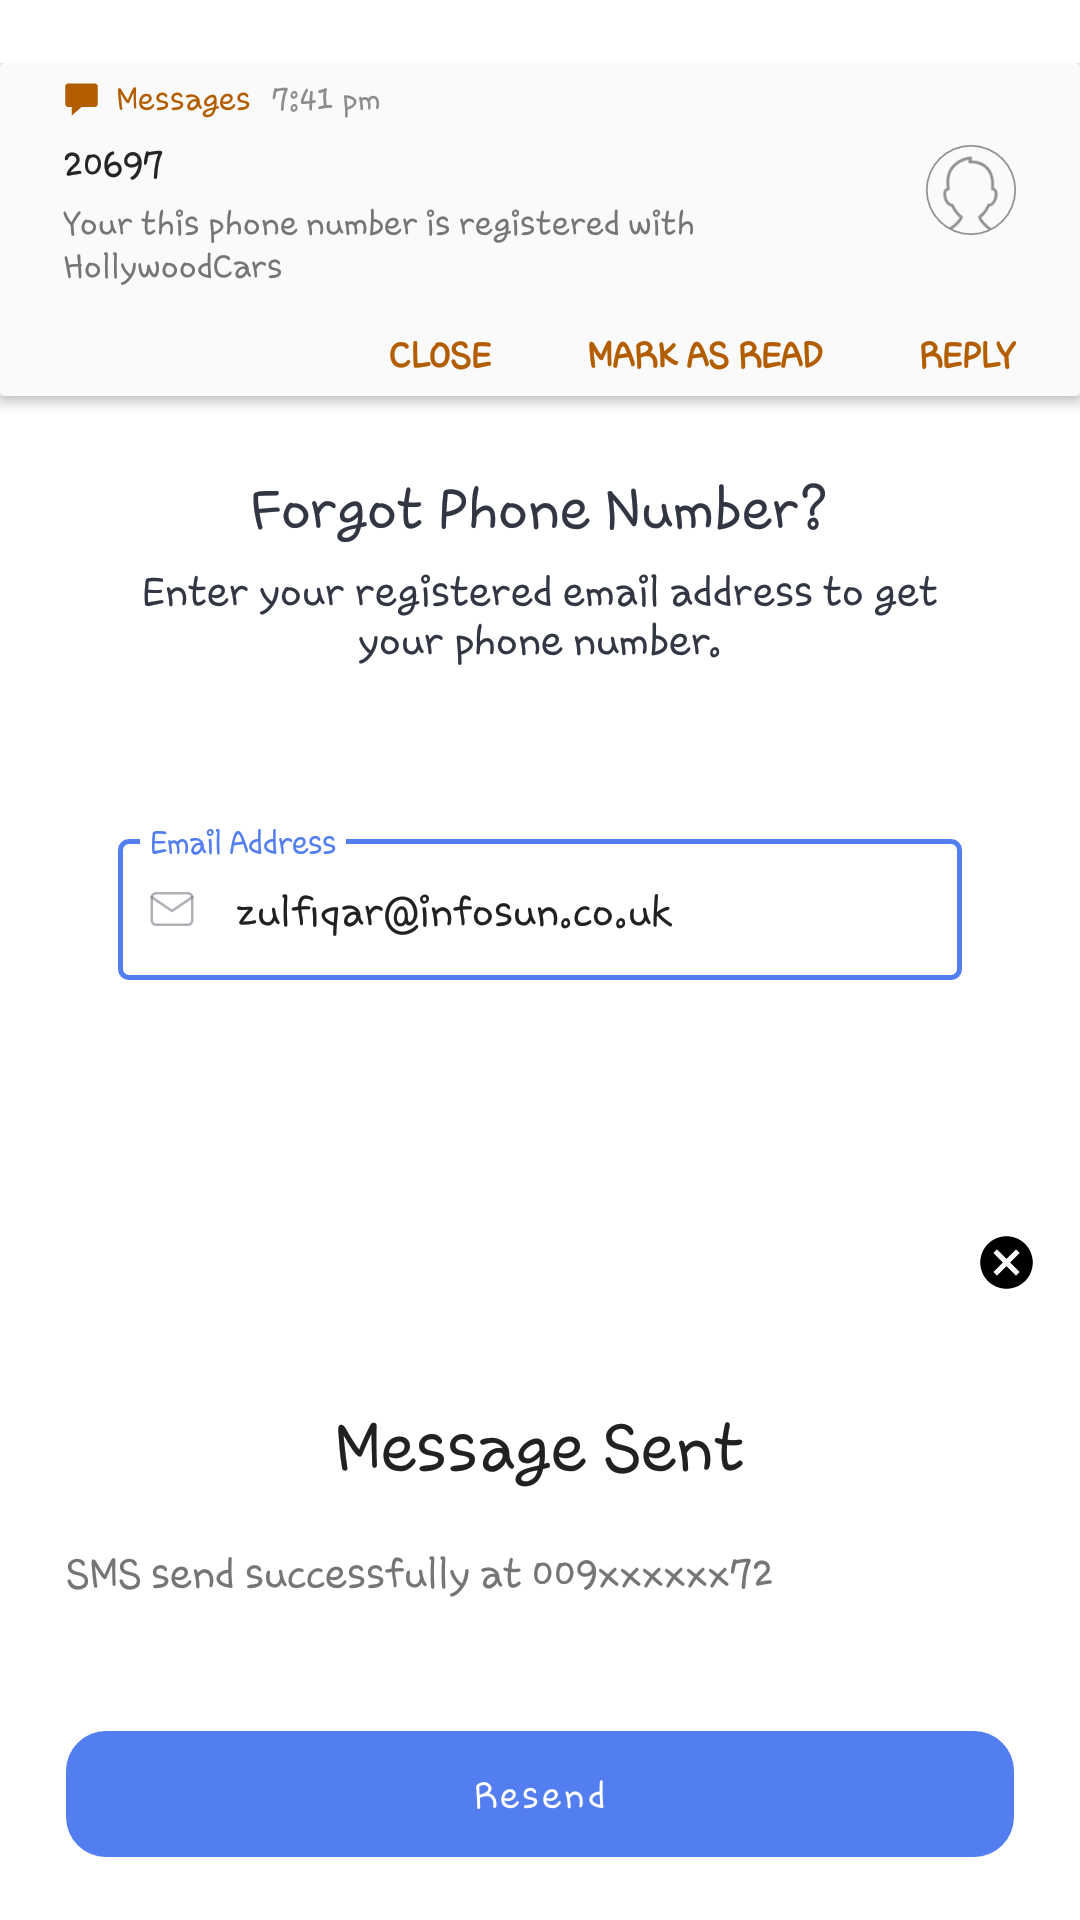 Messages 7:41 pm
20697
Your this phone number is registered with
HollywoodCars
CLOSE MARK AS READ REPLY
Forgot Phone Number?
Enter your registered email address to get
your phone number.
Email Address
zulfiqar@infosun.co.uk
Message Sent
SMS send successfully at 009xxxxxx72
Resend